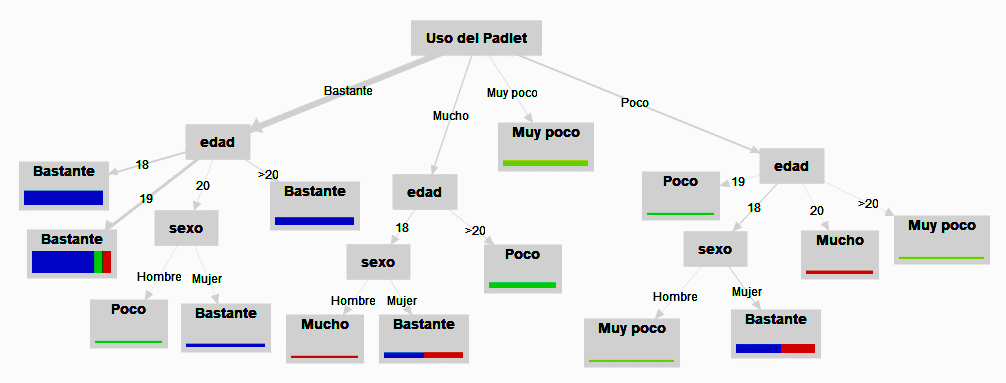 Uso del Padlet
Bastante
Mucho
Muy poco
Poco
edad
18
19
20
>20
Bastante
Bastante
sexo
Bastante
Hombre
Mujer
Poco
Bastante
edad
18
>20
sexo
Poco
Hombre
Mujer
Mucho
Bastante
Muy poco
edad
19
18
20
>20
Poco
sexo
Mucho
Muy poco
Hombre
Mujer
Muy poco
Bastante